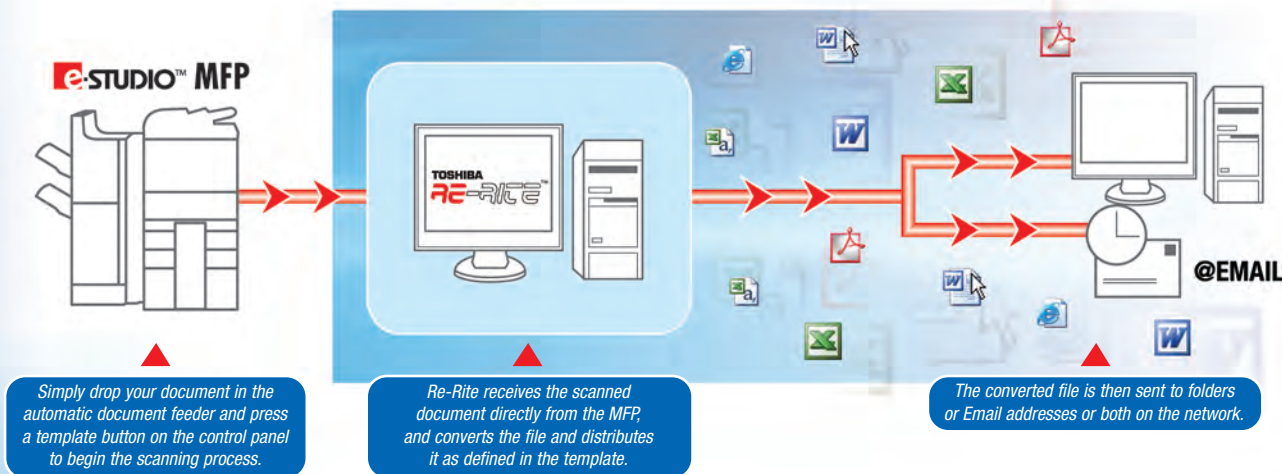 e-STUDIO™ MFP
TOSHIBA
RE-RITE™
@EMAIL
Simply drop your document in the
automatic document feeder and press
a template button on the control panel
to begin the scanning process.
Re-Rite receives the scanned
document directly from the MFP,
and converts the file and distributes
it as defined in the template.
The converted file is then sent to folders
or Email addresses or both on the network.